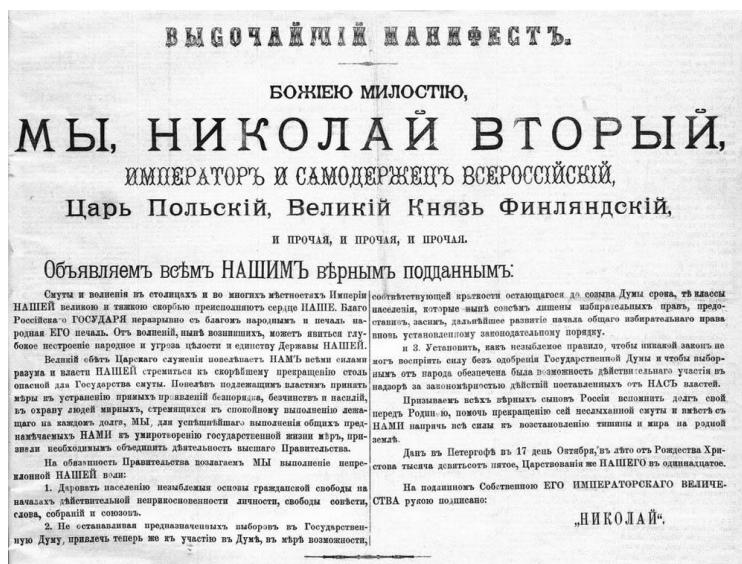 ВЫСОЧАЙШІЙ МАНИФЕСТЪ.
БОЖІЕЮ МИЛОСТІЮ,
МЫ, НИКОЛАЙ ВТОРЫЙ,
ИМПЕРАТОРЪ И САМОДЕРЖЕЦЪ ВСЕРОССІЙСКІЙ,
Царь Польскій, Великій Князь Финляндскій,
И ПРОЧАЯ, И ПРОЧАЯ, И ПРОЧАЯ.
Объявляемъ всѣмъ НАШИМЪ вѣрнымъ подданнымъ:
Смуты и волненія въ столицахъ и во многихъ мѣстностяхъ Имперіи
НАШЕЙ великою и тяжкою скорбью преисполняютъ сердце НАШЕ. Благо
Россійскаго ГОСУДАРЯ неразрывно съ благомъ народнымъ и печаль на-
родная ЕГО печаль. Отъ волненій, нынѣ возникшихъ, можетъ явиться глу-
бокое нестроеніе народное и угроза цѣлости и единству Державы НАШЕЙ.
Великій обѣтъ Царскаго служенія повелѣваетъ НАМЪ всѣми силами
разума и власти НАШЕЙ стремиться къ скорѣйшему прекращенію столь
опасной для Государства смуты. Повелѣвъ подлежащимъ властямъ принять
мѣры къ устраненію прямыхъ проявленій безпорядка, безчинствъ и насилій,
въ охрану людей мирныхъ, стремящихся къ спокойному выполненію лежа-
щаго на каждомъ долга, МЫ, для успѣшнѣйшаго выполненія общихъ пред-
намѣчаемыхъ НАМИ къ умиротворенію государственной жизни мѣръ, при-
знали необходимымъ объединить дѣятельность высшаго Правительства.
На обязанность Правительства возлагаемъ МЫ выполненіе непре-
клонной НАШЕЙ воли:
1. Даровать населенію незыблемыя основы гражданской свободы на
началахъ дѣйствительной неприкосновенности личности, свободы совѣсти,
слова, собраній и союзовъ.
2. Не останавливая предназначенныхъ выборовъ въ Государствен-
ную Думу, привлечь теперь же къ участію въ Думѣ, въ мѣрѣ возможности,
соотвѣтствующей краткости остающагося до созыва Думы срока, тѣ классы
населенія, которые нынѣ совсѣмъ лишены избирательныхъ правъ, предо-
ставивъ, засимъ, дальнѣйшее развитіе начала общаго избирательнаго права
вновь установленному законодательному порядку.
и 3. Установить, какъ незыблемое правило, чтобы никакой законъ не
могъ воспріять силу безъ одобренія Государственной Думы и чтобы выбор-
нымъ отъ народа обезпечена была возможность дѣйствительнаго участія въ
надзорѣ за закономѣрностью дѣйствій поставленныхъ отъ НАСЪ властей.
Призываемъ всѣхъ вѣрныхъ сыновъ Россіи вспомнить долгъ свой
передъ Родиною, помочь прекращенію сей неслыханной смуты и вмѣстѣ съ
НАМИ напрячь всѣ силы къ возстановленію тишины и мира на родной
землѣ.
Данъ въ Петергофѣ въ 17 день Октября, въ лѣто отъ Рождества Хри-
стова тысяча девятьсотъ пятое, Царствованія же НАШЕГО въ одиннадцатое.
На подлинномъ Собственною ЕГО ИМПЕРАТОРСКАГО ВЕЛИЧЕ-
СТВА рукою подписано:
„НИКОЛАЙ“.